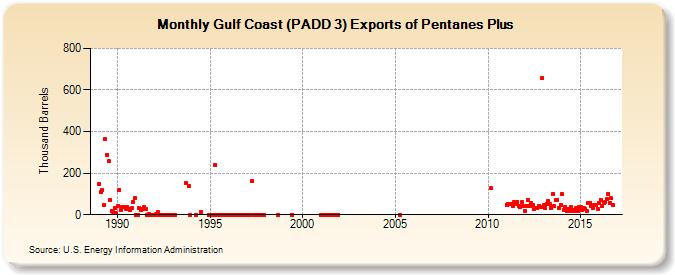 Monthly Gulf Coast (PADD 3) Exports of Pentanes Plus
Thousand Barrels
800
600
400
200
0
1990 1995 2000 2005 2010 2015
Source: U.S. Energy Information Administration